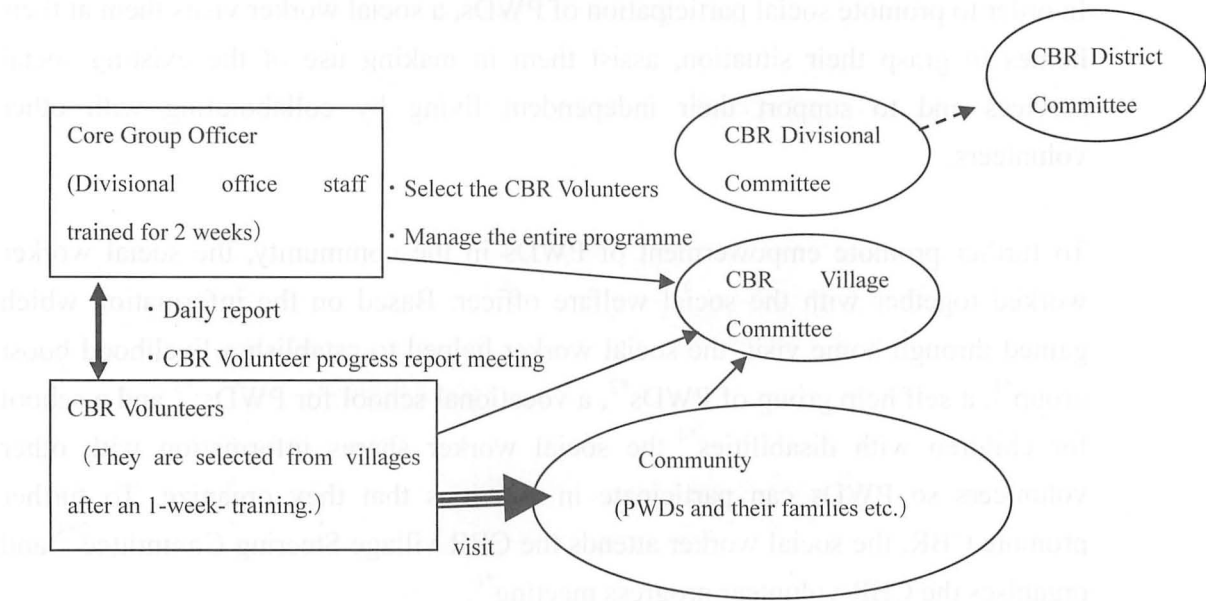 CBR District
Committee
CBR Divisional
Committee
Core Group Officer
(Divisional office staff
trained for 2 weeks)
・Select the CBR Volunteers
・Manage the entire programme
CBR Village
Committee
・Daily report
・CBR Volunteer progress report meeting
CBR Volunteers
(They are selected from villages
after an 1-week- training.)
visit
Community
(PWDs and their families etc.)